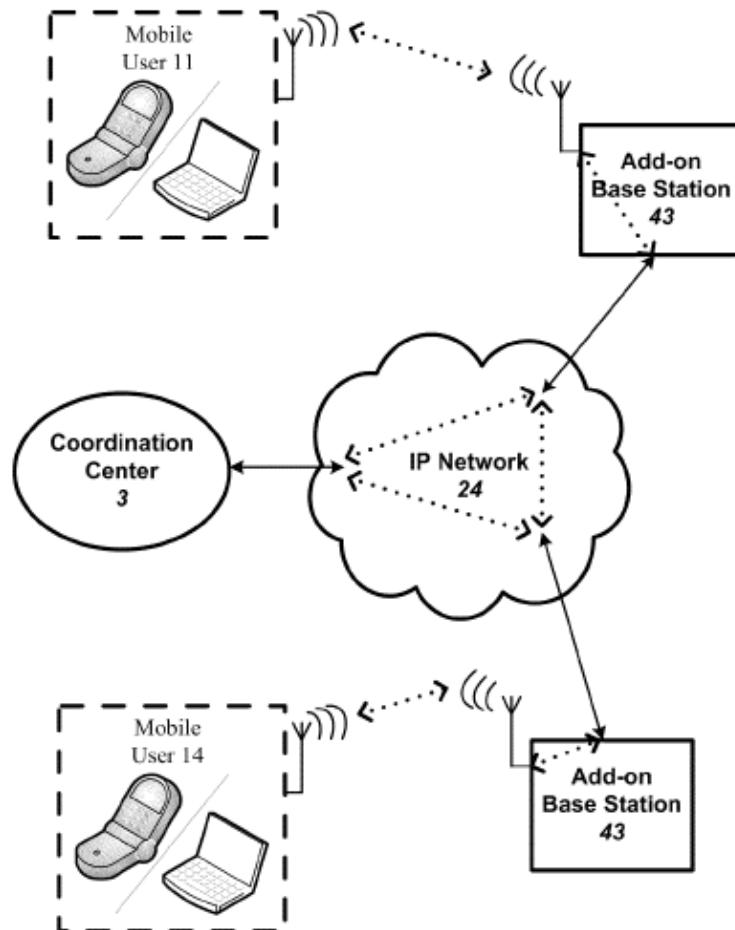 Mobile
User 11
Add-on
Base Station
43
Coordination
Center
3
IP Network
24
Mobile
User 14
Add-on
Base Station
43